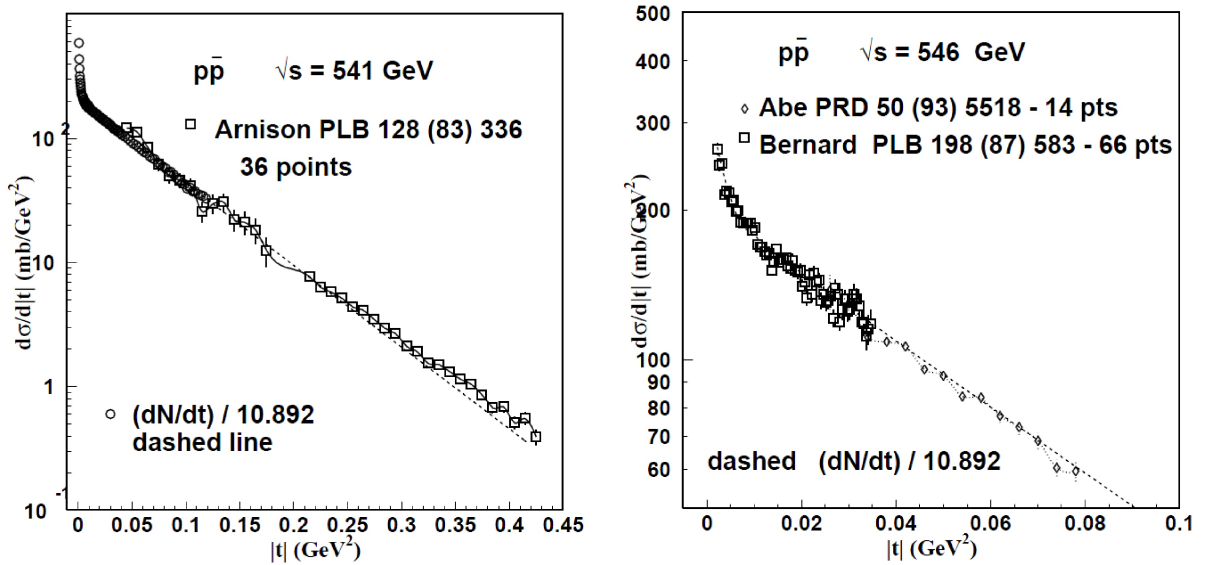 dσ/d|t| (mb/GeV²)
10²
10
1
10⁻¹
pp̄ √s = 541 GeV
Arnison PLB 128 (83) 336
36 points
(dN/dt) / 10.892
dashed line
0 0.05 0.1 0.15 0.2 0.25 0.3 0.35 0.4 0.45
|t| (GeV²)
dσ/d|t| (mb/GeV²)
500
400
300
200
100
90
80
70
60
pp̄ √s = 546 GeV
Abe PRD 50 (93) 5518 - 14 pts
Bernard PLB 198 (87) 583 - 66 pts
dashed (dN/dt) / 10.892
0 0.02 0.04 0.06 0.08 0.1
|t| (GeV²)